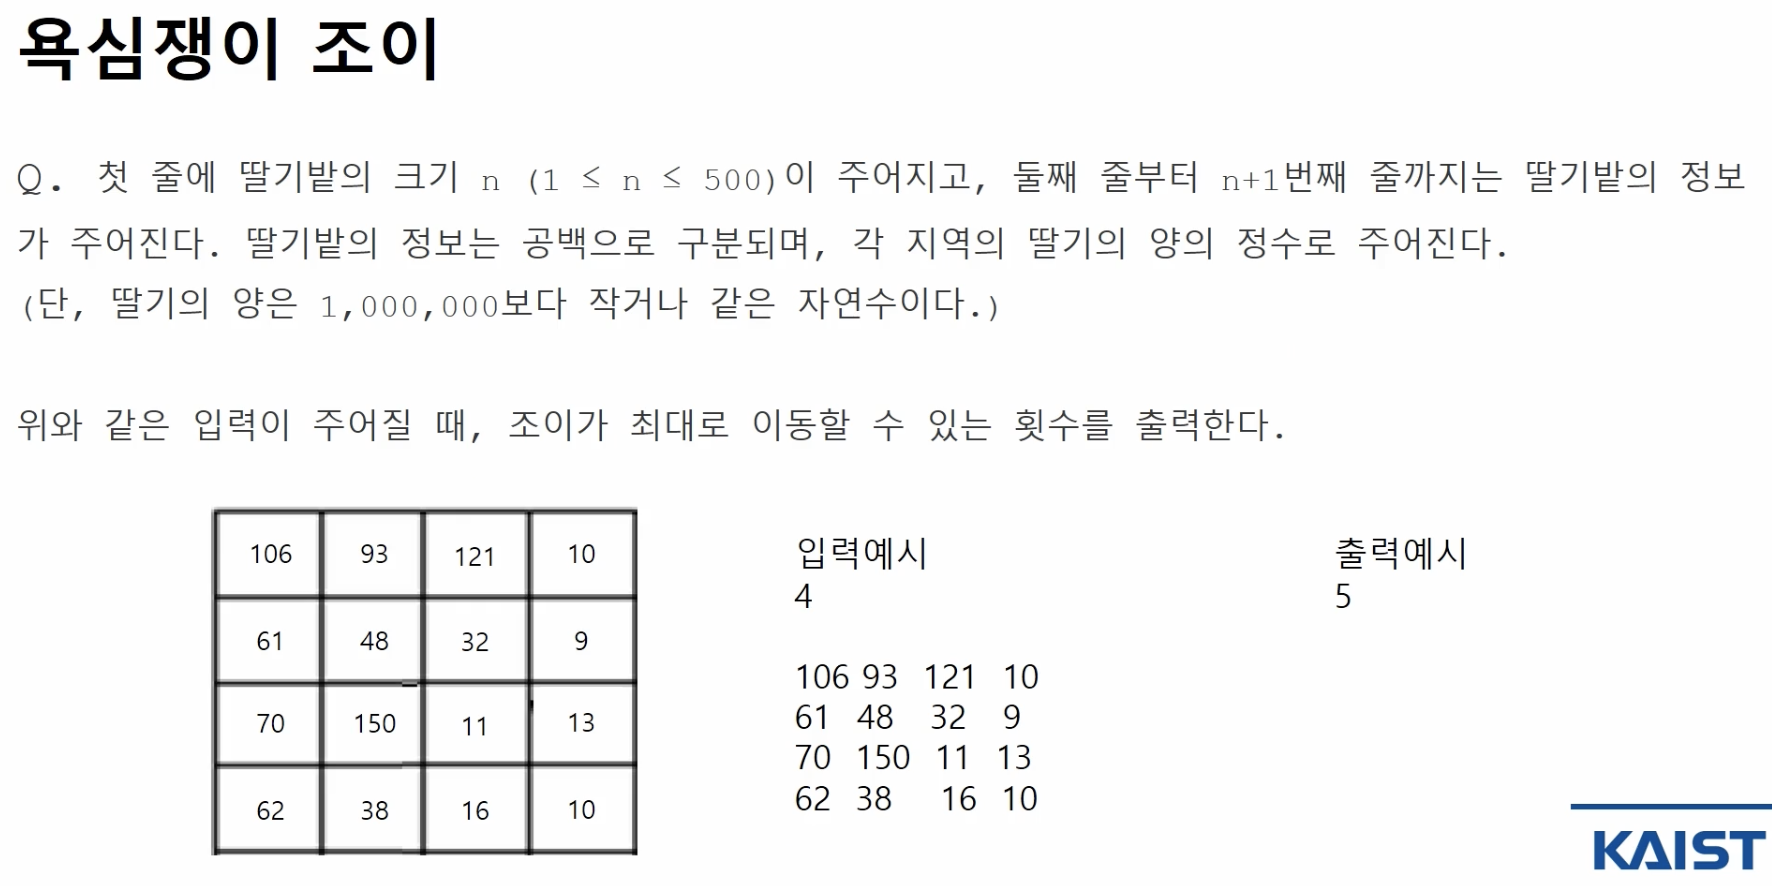 욕심쟁이 조이
Q. 첫 줄에 딸기밭의 크기 n (1 ≤ n ≤ 500)이 주어지고, 둘째 줄부터 n+1번째 줄까지는 딸기밭의 정보
가 주어진다. 딸기밭의 정보는 공백으로 구분되며, 각 지역의 딸기의 양의 정수로 주어진다.
(단, 딸기의 양은 1,000,000보다 작거나 같은 자연수이다.)
위와 같은 입력이 주어질 때, 조이가 최대로 이동할 수 있는 횟수를 출력한다.
106 93 121 10
61 48 32 9
70 150 11 13
62 38 16 10
입력예시
4
106 93 121 10
61 48 32 9
70 150 11 13
62 38 16 10
출력예시
5
KAIST